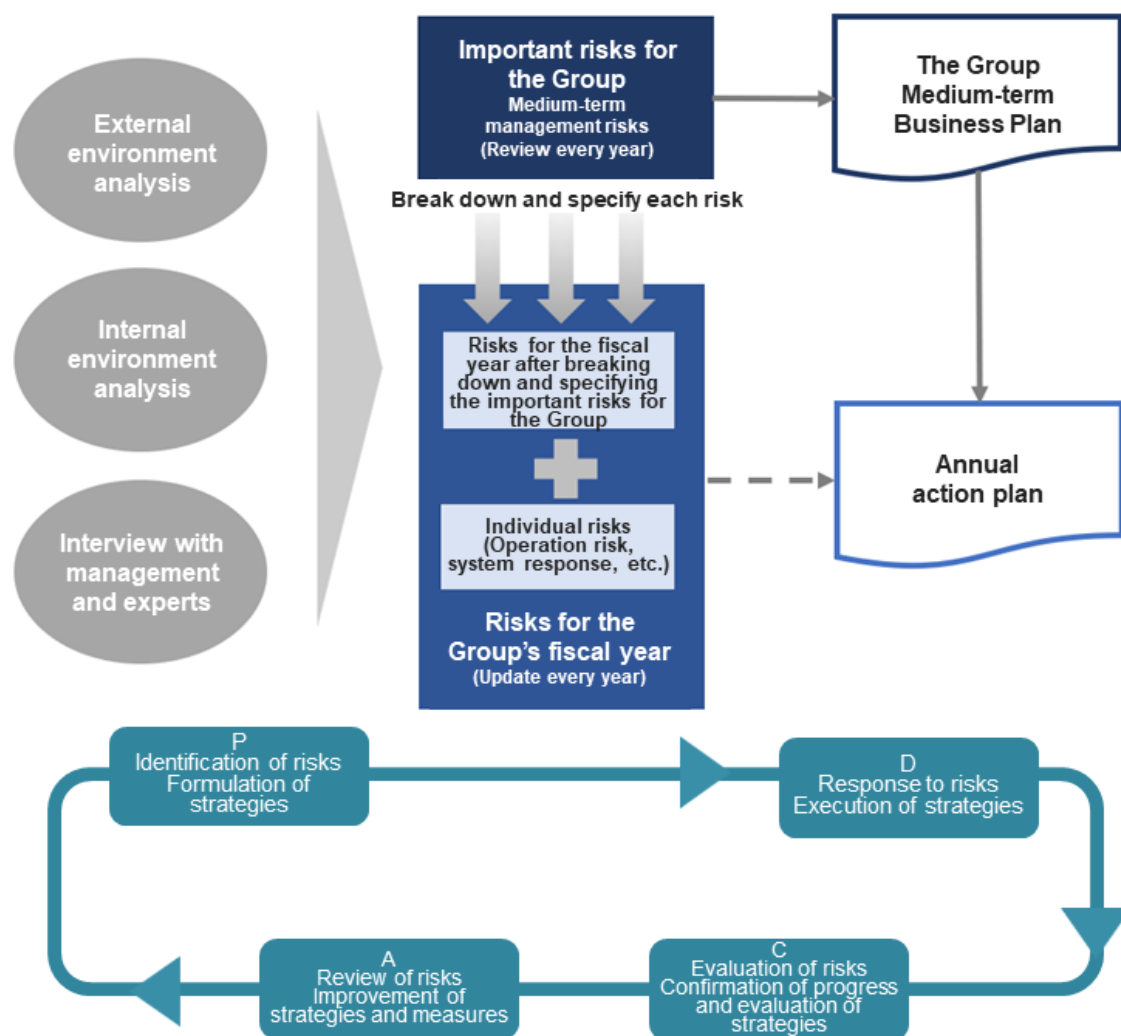 External
environment
analysis
Internal
environment
analysis
Interview with
management
and experts
Important risks for
the Group
Medium-term
management risks
(Review every year)
Break down and specify each risk
Risks for the fiscal
year after breaking
down and specifying
the important risks for
the Group
Individual risks
(Operation risk,
system response, etc.)
Risks for the
Group's fiscal year
(Update every year)
The Group
Medium-term
Business Plan
Annual
action plan
P
Identification of risks
Formulation of
strategies
D
Response to risks
Execution of strategies
C
Evaluation of risks
Confirmation of progress
and evaluation of
strategies
A
Review of risks
Improvement of
strategies and measures